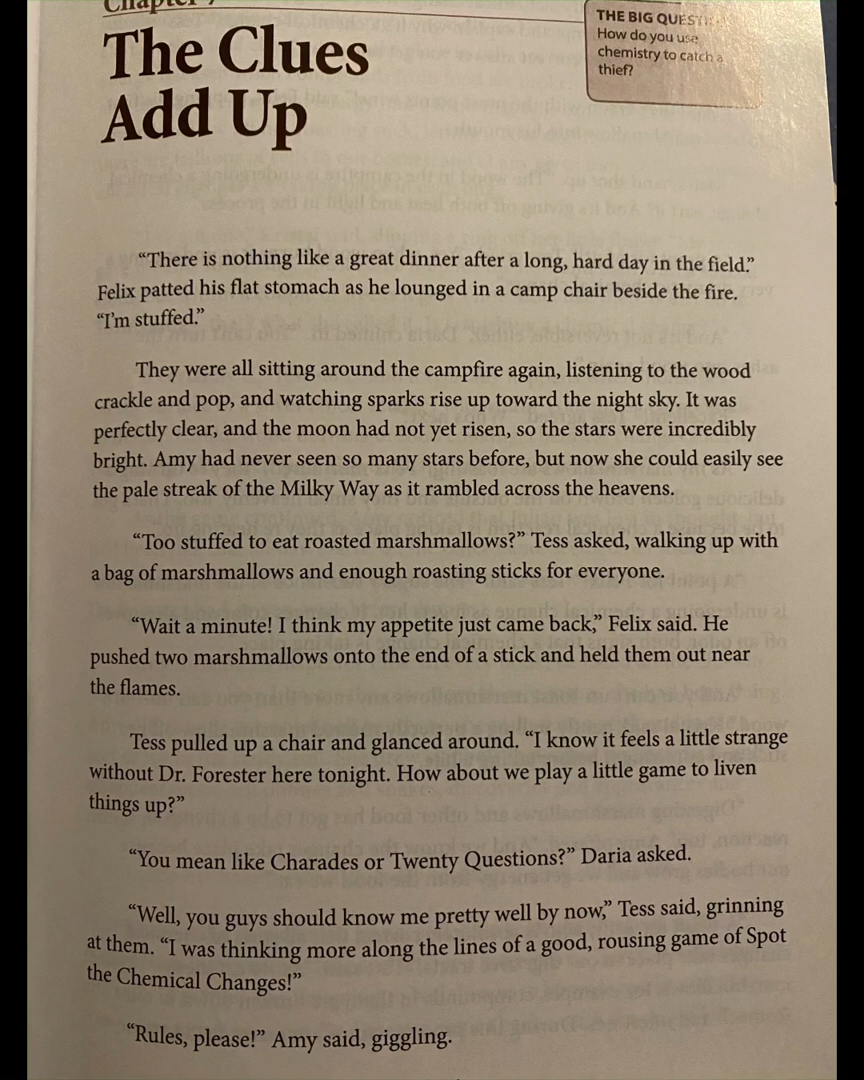 Chapter
The Clues
Add Up
THE BIG QUESTION
How do you use
chemistry to catch a
thief?
“There is nothing like a great dinner after a long, hard day in the field.”
Felix patted his flat stomach as he lounged in a camp chair beside the fire.
“I’m stuffed.”
They were all sitting around the campfire again, listening to the wood
crackle and pop, and watching sparks rise up toward the night sky. It was
perfectly clear, and the moon had not yet risen, so the stars were incredibly
bright. Amy had never seen so many stars before, but now she could easily see
the pale streak of the Milky Way as it rambled across the heavens.
“Too stuffed to eat roasted marshmallows?” Tess asked, walking up with
a bag of marshmallows and enough roasting sticks for everyone.
“Wait a minute! I think my appetite just came back,” Felix said. He
pushed two marshmallows onto the end of a stick and held them out near
the flames.
Tess pulled up a chair and glanced around. “I know it feels a little strange
without Dr. Forester here tonight. How about we play a little game to liven
things up?”
“You mean like Charades or Twenty Questions?” Daria asked.
“Well, you guys should know me pretty well by now,” Tess said, grinning
at them. “I was thinking more along the lines of a good, rousing game of Spot
the Chemical Changes!”
“Rules, please!” Amy said, giggling.